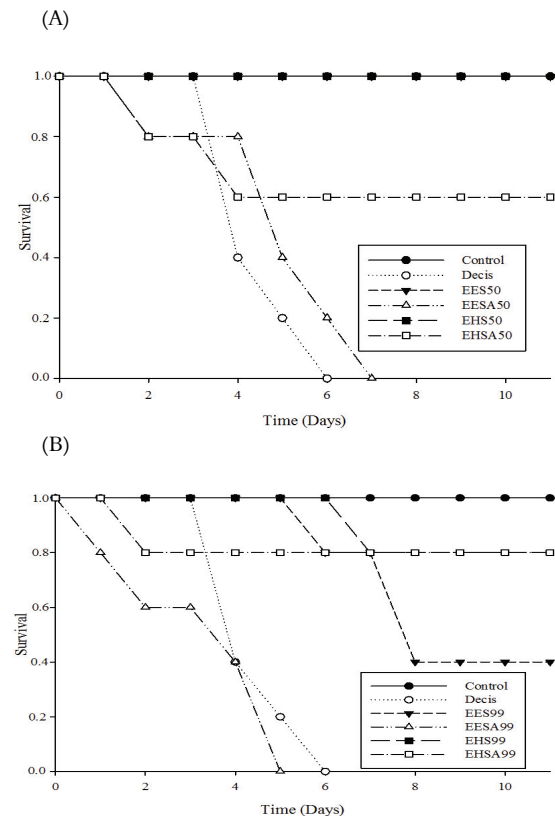 (A)
1.0
0.8
0.6
0.4
0.2
0.0
Survival
0 2 4 6 8 10
Time (Days)
Control
Decis
EES50
EESA50
EHS50
EHSA50
(B)
1.0
0.8
0.6
0.4
0.2
0.0
Survival
0 2 4 6 8 10
Time (Days)
Control
Decis
EES99
EESA99
EHS99
EHSA99